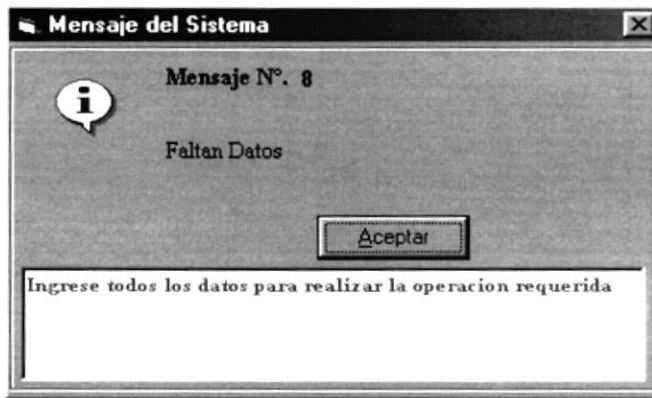 Mensaje del Sistema
Mensaje N°. 8
Faltan Datos
Aceptar
Ingrese todos los datos para realizar la operacion requerida